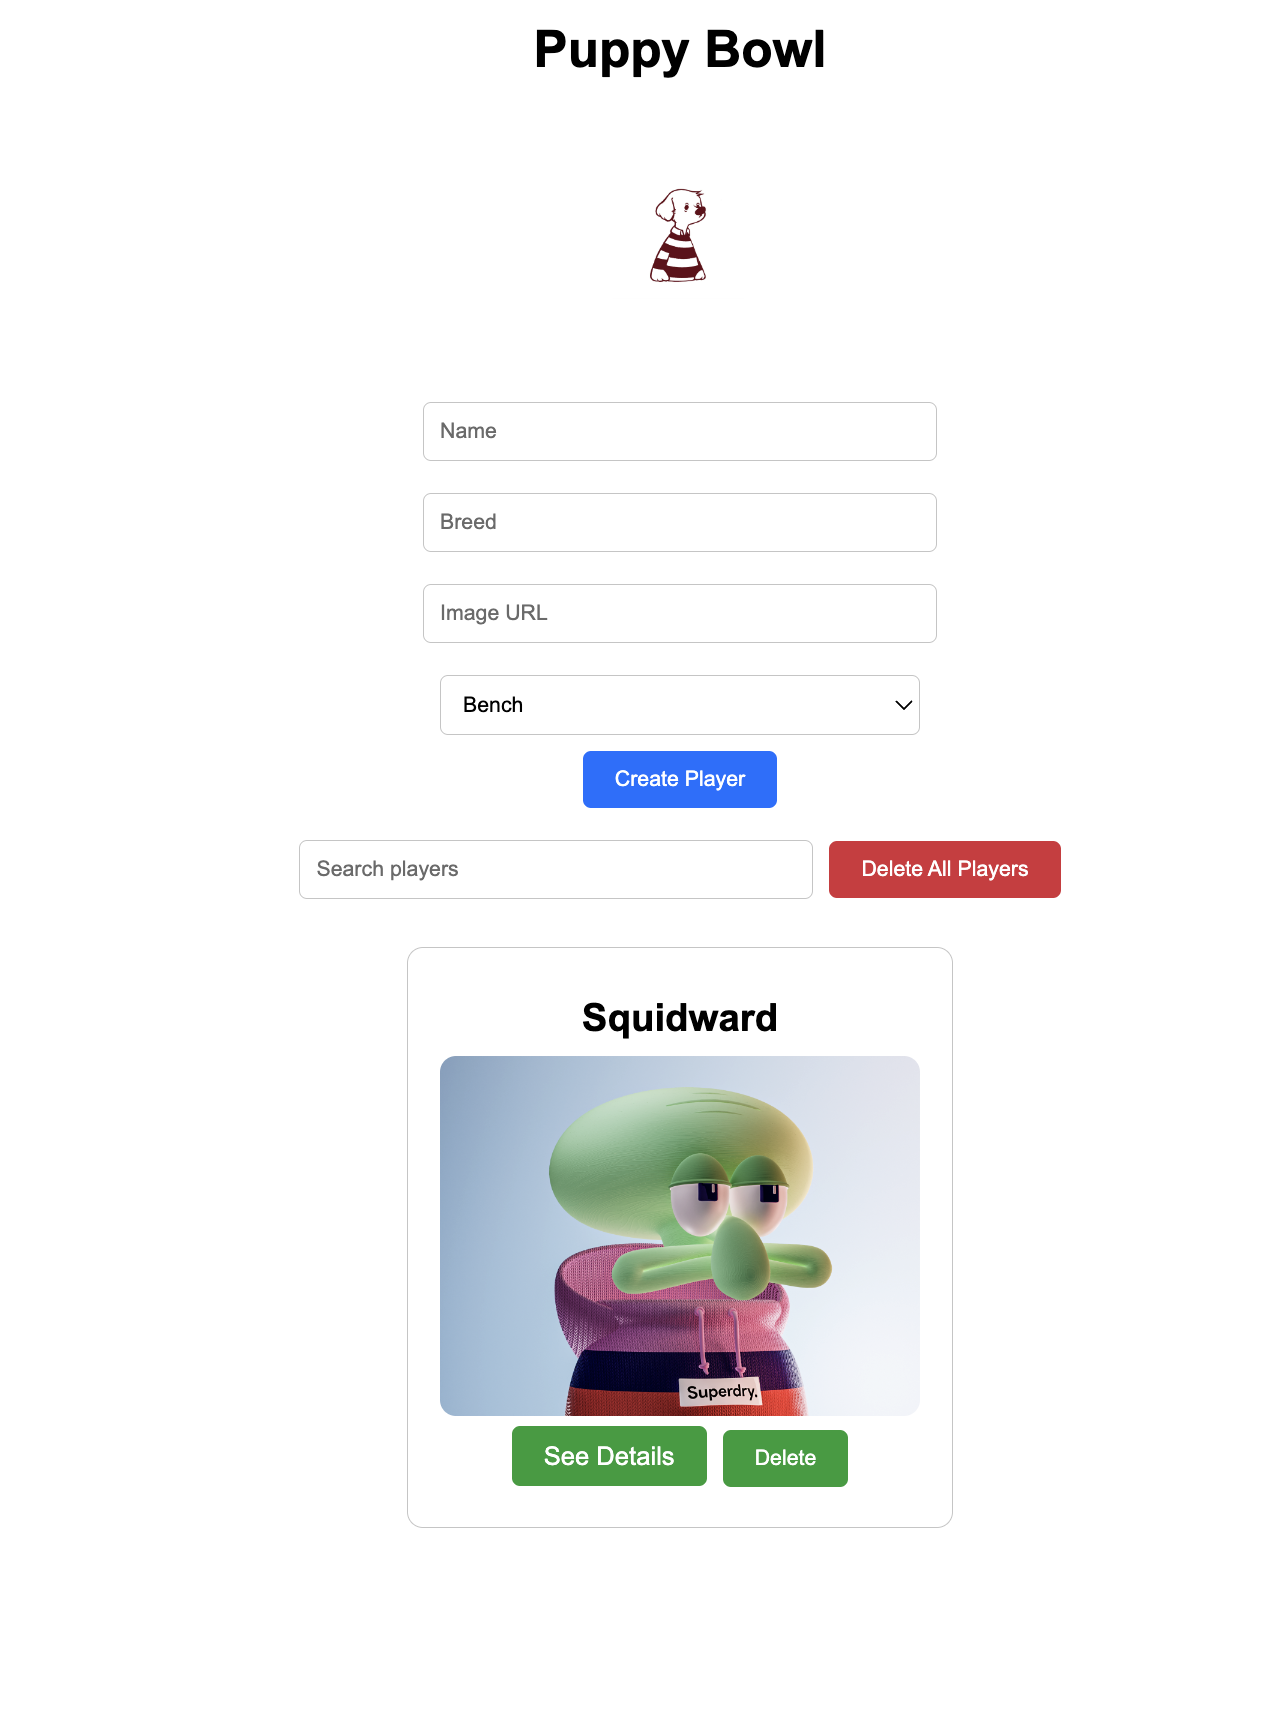 Puppy Bowl
Name
Breed
Image URL
Bench
Create Player
Search players
Delete All Players
Squidward
Superdry.
See Details
Delete